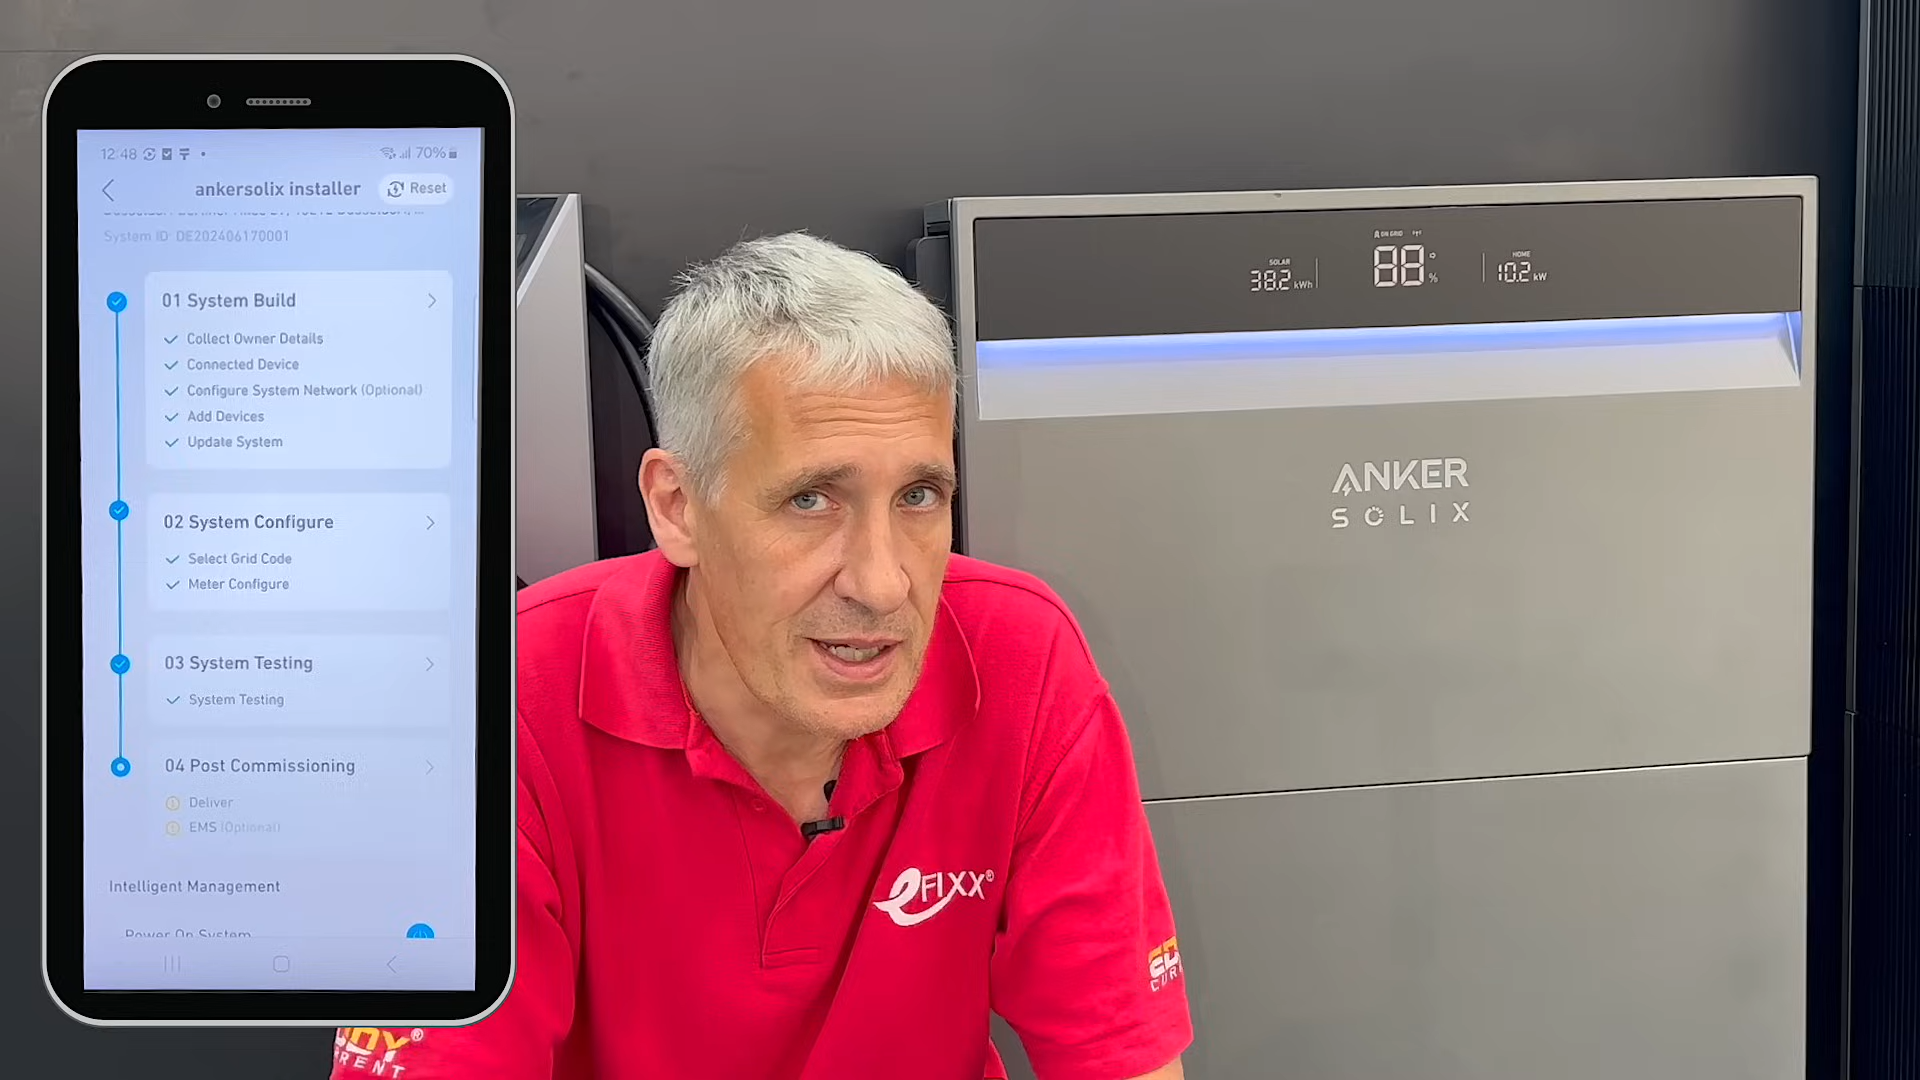 12:48
70%
ankersolix installer
Reset
System ID: DE202406170001
01 System Build
Collect Owner Details
Connected Device
Configure System Network (Optional)
Add Devices
Update System
02 System Configure
Select Grid Code
Meter Configure
03 System Testing
System Testing
04 Post Commissioning
Deliver
EMS (Optional)
Intelligent Management
Power On System
ON GRID
SOLAR
38.2 kWh
88 %
HOME
10.2 kW
ANKER
SOLIX
eFIXX®